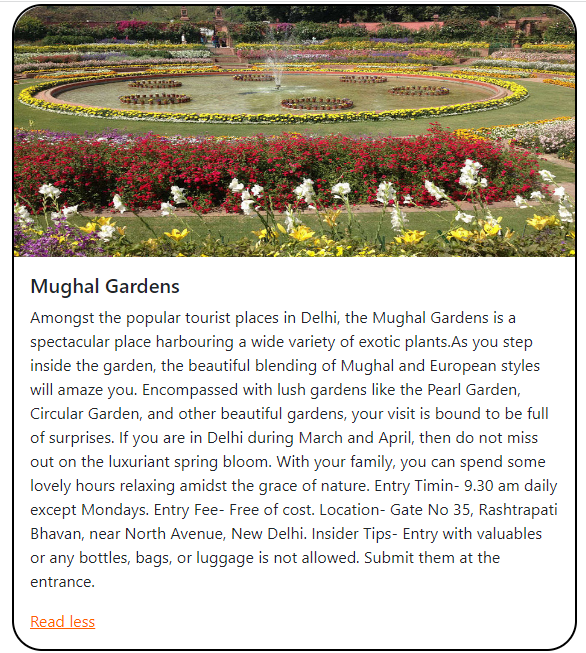 Mughal Gardens
Amongst the popular tourist places in Delhi, the Mughal Gardens is a
spectacular place harbouring a wide variety of exotic plants.As you step
inside the garden, the beautiful blending of Mughal and European styles
will amaze you. Encompassed with lush gardens like the Pearl Garden,
Circular Garden, and other beautiful gardens, your visit is bound to be full
of surprises. If you are in Delhi during March and April, then do not miss
out on the luxuriant spring bloom. With your family, you can spend some
lovely hours relaxing amidst the grace of nature. Entry Timin- 9.30 am daily
except Mondays. Entry Fee- Free of cost. Location- Gate No 35, Rashtrapati
Bhavan, near North Avenue, New Delhi. Insider Tips- Entry with valuables
or any bottles, bags, or luggage is not allowed. Submit them at the
entrance.
Read less